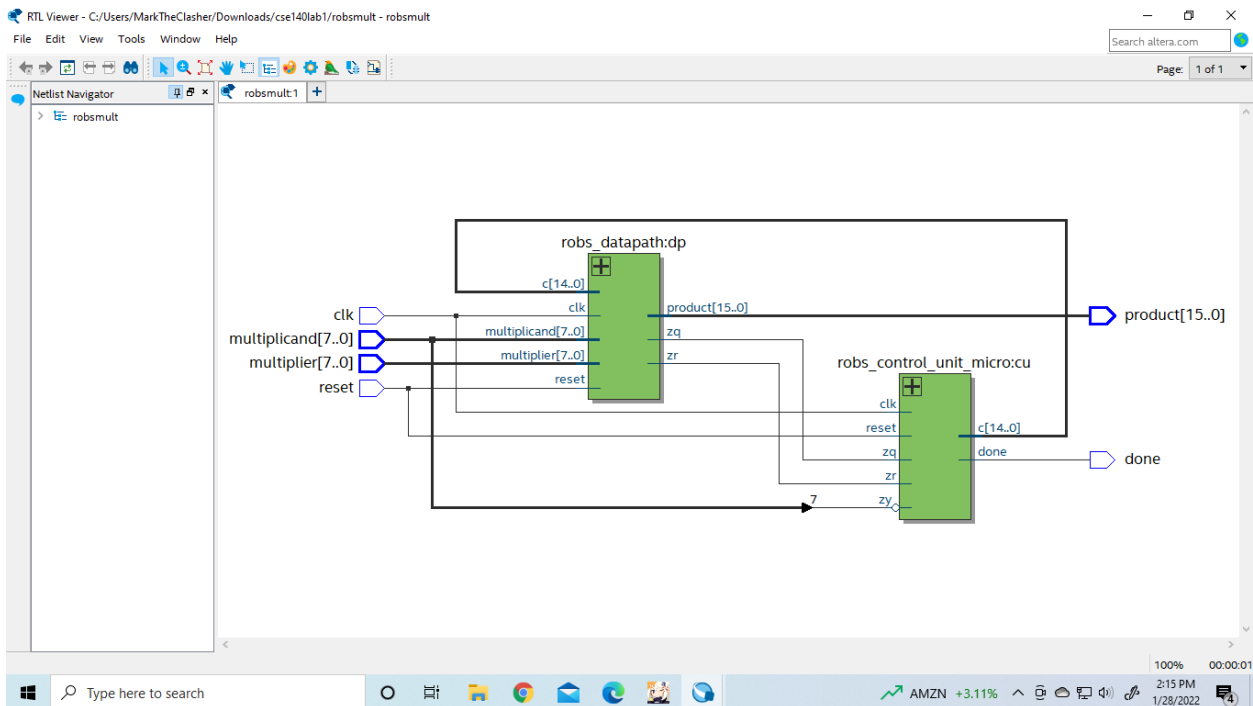 RTL Viewer - C:/Users/MarkTheClasher/Downloads/cse140lab1/robsmult - robsmult
File Edit View Tools Window Help
Search altera.com
Page: 1 of 1
Netlist Navigator
robsmult:1
robsmult
robs_datapath:dp
c[14..0]
clk
clk
product[15..0]
product[15..0]
multiplicand[7..0]
multiplicand[7..0]
zq
multiplier[7..0]
multiplier[7..0]
zr
reset
reset
robs_control_unit_micro:cu
clk
reset
c[14..0]
zq
done
done
zr
7
zy
100% 00:00:01
Type here to search
AMZN +3.11%
2:15 PM
1/28/2022
4